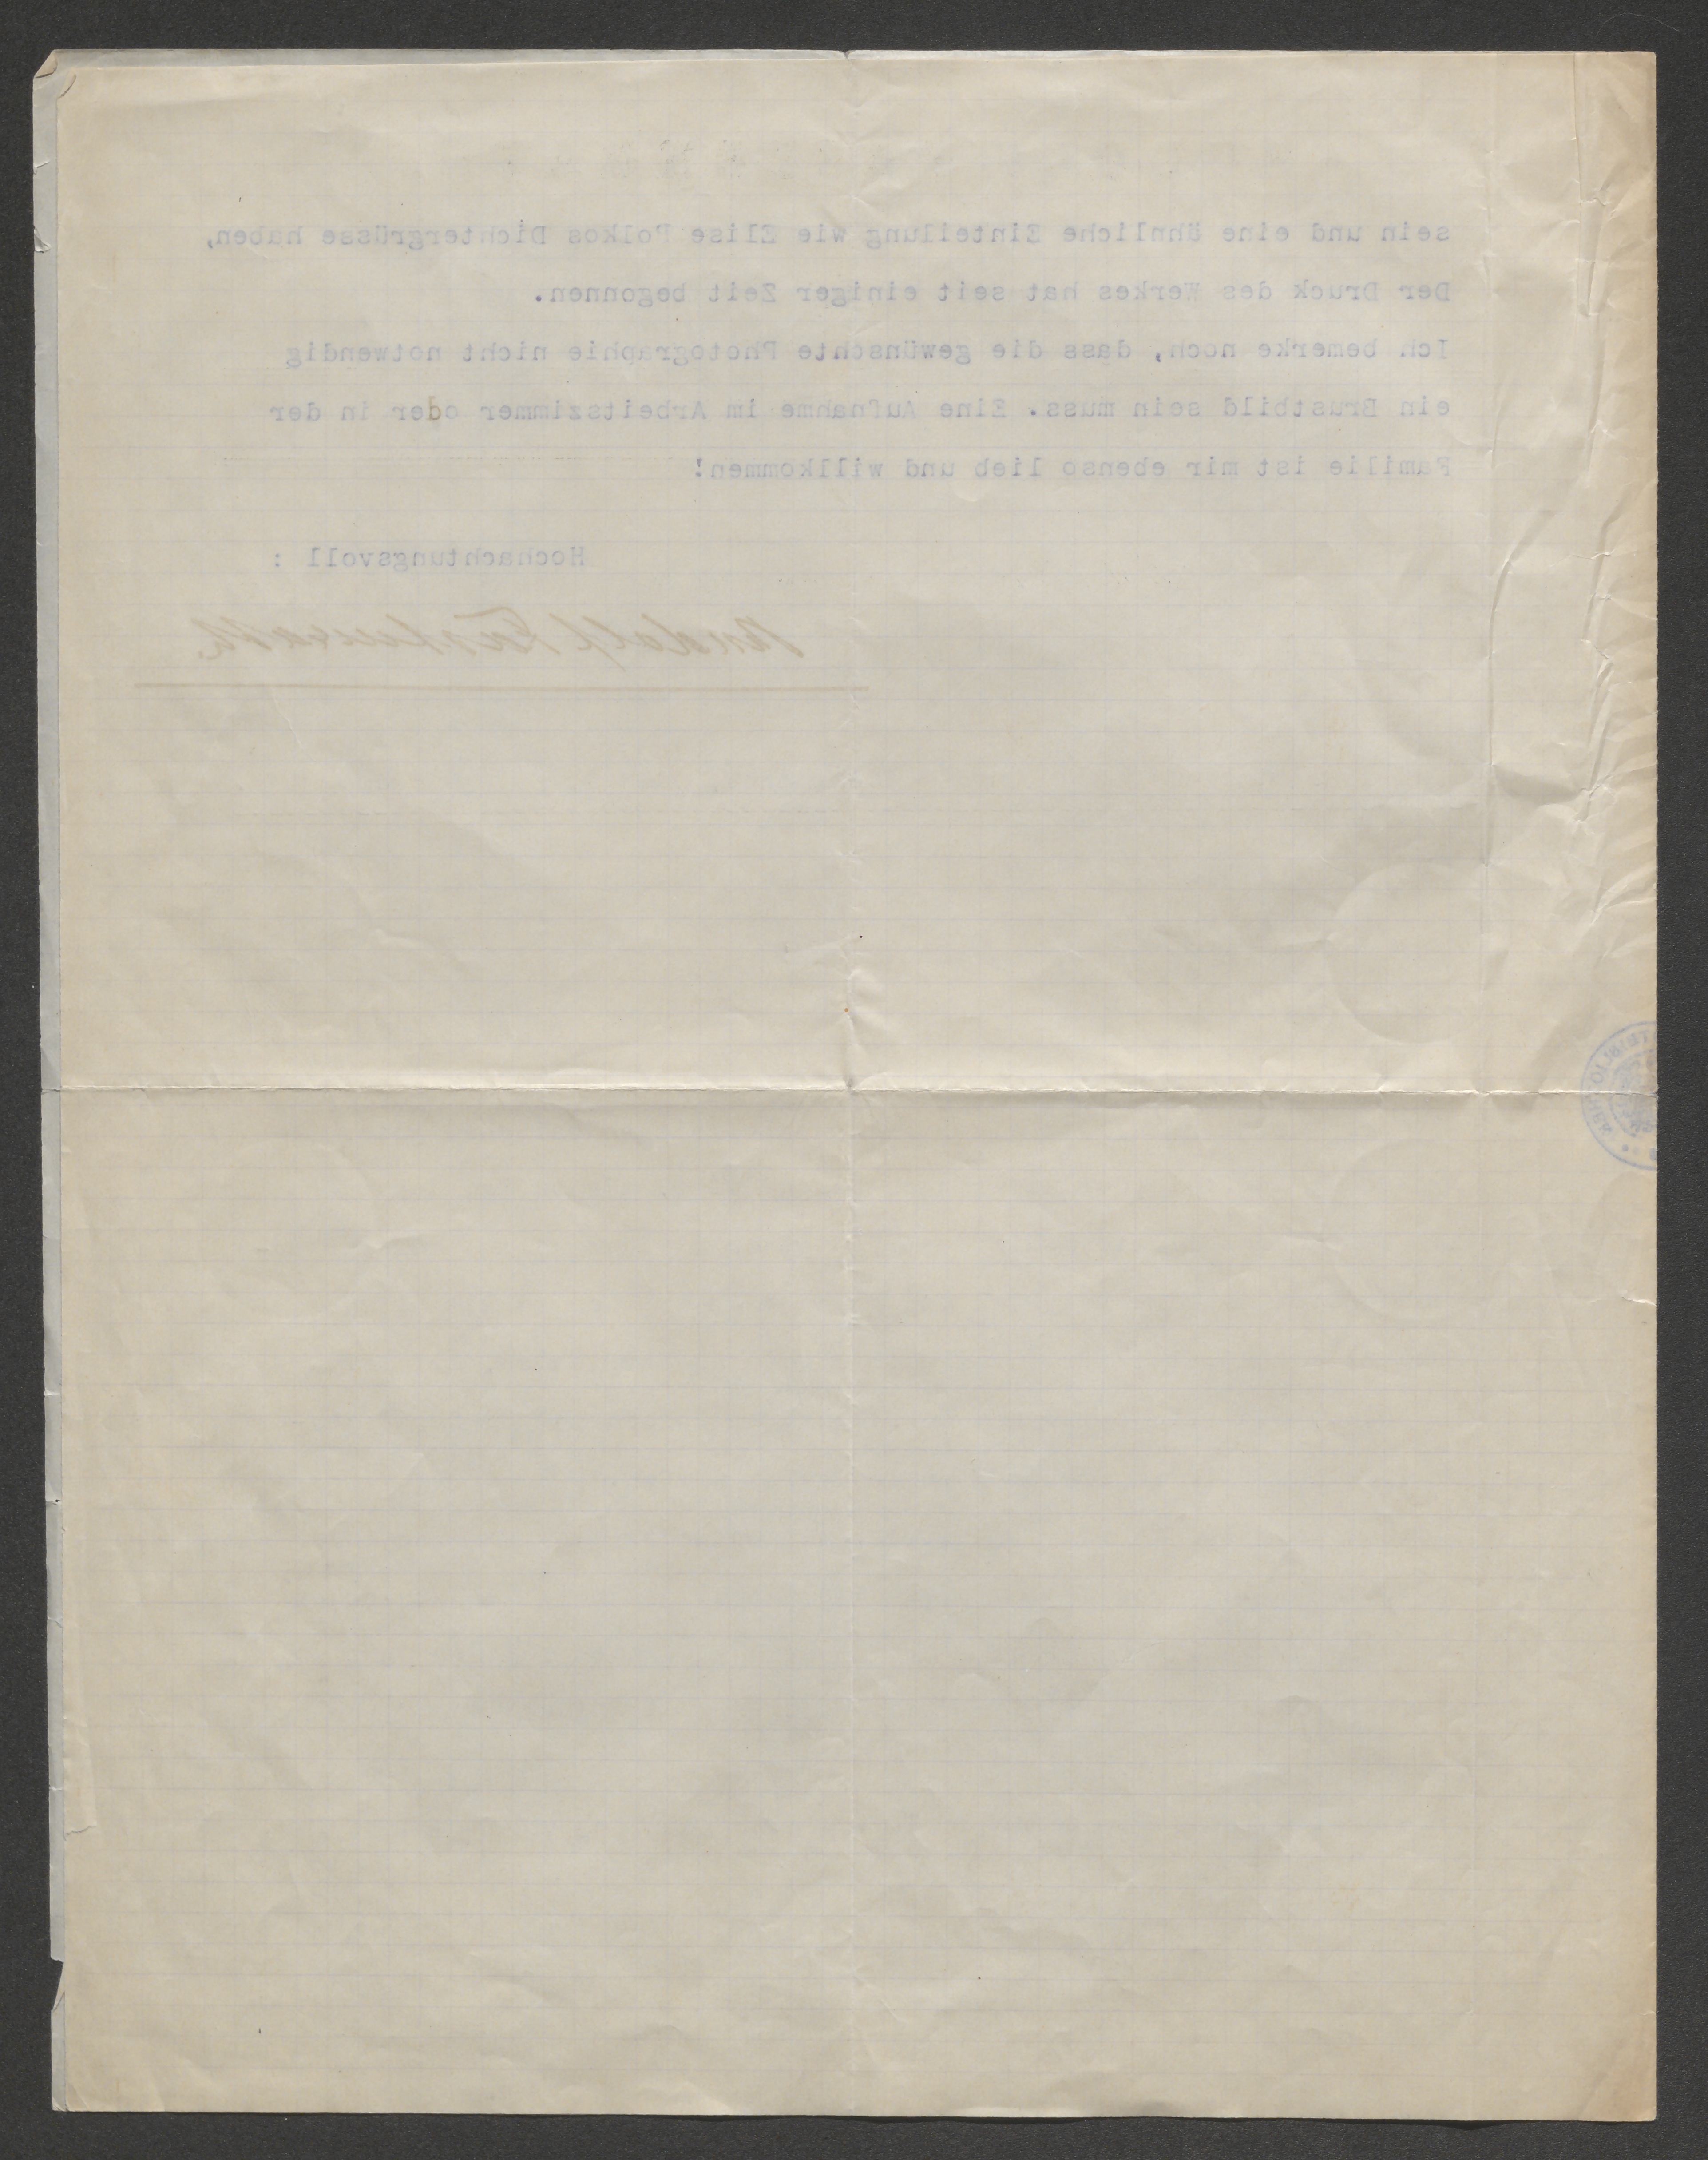 sein und eine ähnliche Einteilung wie Elise Polkos Dichtergrüsse haben,
Der Druck des Werkes hat seit einiger Zeit begonnen.
Ich bemerke noch, dass die gewünschte Photographie nicht notwendig
ein Brustbild sein muss. Eine Aufnahme im Arbeitszimmer oder in der
Familie ist mir ebenso lieb und willkommen!
Hochachtungsvoll :
Rudolf